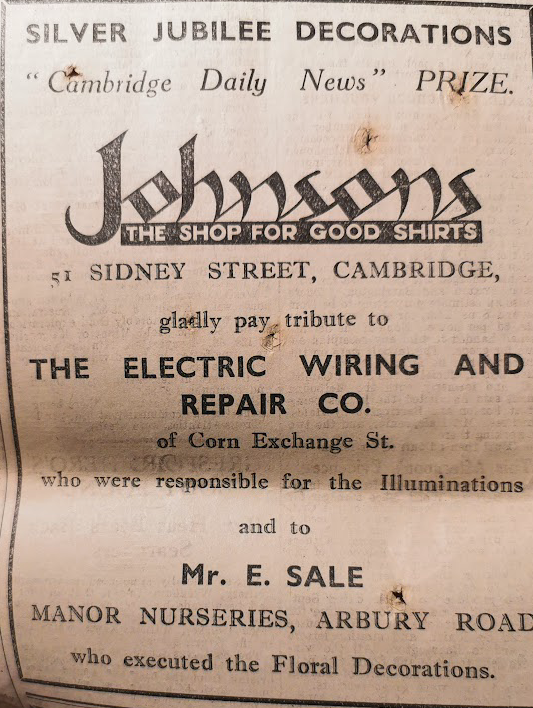 SILVER JUBILEE DECORATIONS
“Cambridge Daily News” PRIZE.
Johnsons
THE SHOP FOR GOOD SHIRTS
51 SIDNEY STREET, CAMBRIDGE,
gladly pay tribute to
THE ELECTRIC WIRING AND
REPAIR CO.
of Corn Exchange St.
who were responsible for the Illuminations
and to
Mr. E. SALE
MANOR NURSERIES, ARBURY ROAD
who executed the Floral Decorations.